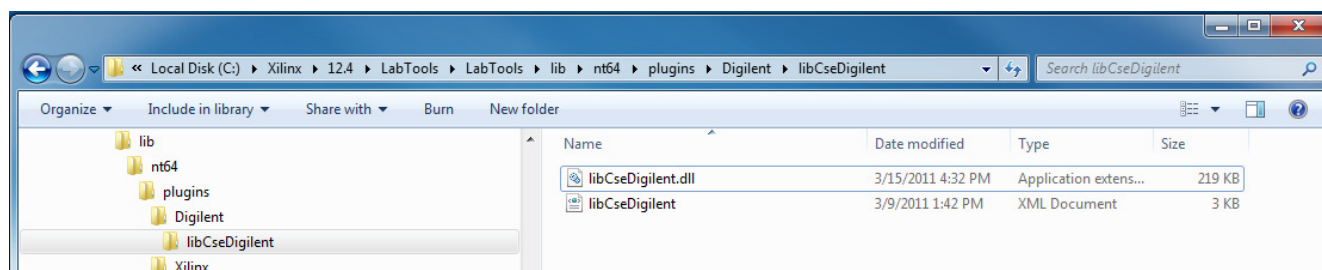 « Local Disk (C:) ▸ Xilinx ▸ 12.4 ▸ LabTools ▸ LabTools ▸ lib ▸ nt64 ▸ plugins ▸ Digilent ▸ libCseDigilent Search libCseDigilent
Organize Include in library Share with Burn New folder
lib
nt64
plugins
Digilent
libCseDigilent
Xilinx
Name Date modified Type Size
libCseDigilent.dll 3/15/2011 4:32 PM Application extens... 219 KB
libCseDigilent 3/9/2011 1:42 PM XML Document 3 KB